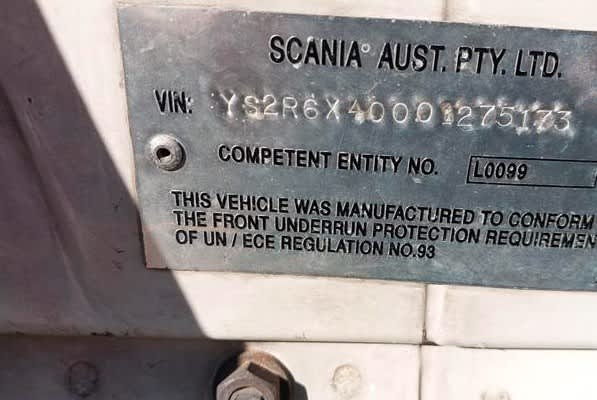 SCANIA® AUST. PTY. LTD.
VIN: YS2R6X40001275173
COMPETENT ENTITY NO. L0099
THIS VEHICLE WAS MANUFACTURED TO CONFORM
THE FRONT UNDERRUN PROTECTION REQUIREMEN
OF UN / ECE REGULATION NO.93